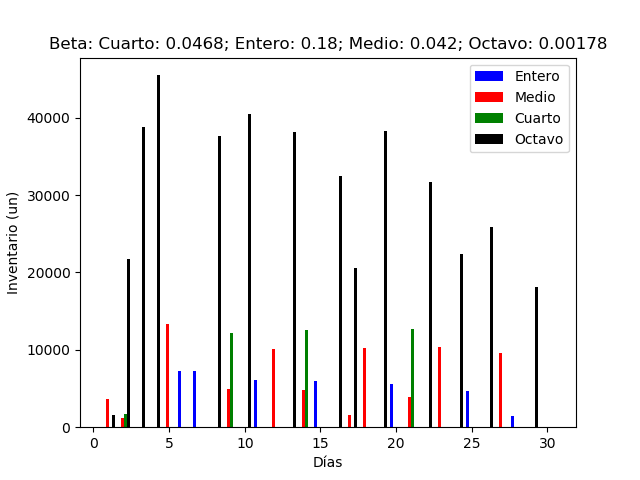 Beta: Cuarto: 0.0468; Entero: 0.18; Medio: 0.042; Octavo: 0.00178
Entero
Medio
Cuarto
Octavo
Inventario (un)
40000
30000
20000
10000
0
0 5 10 15 20 25 30
Días